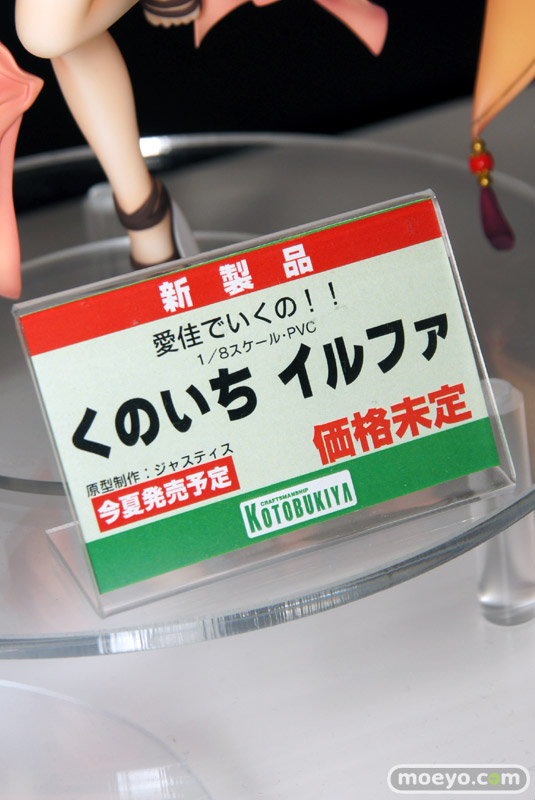 新製品
愛佳でいくの！！
1／8スケール・PVC
くのいち イルファ
価格未定
原型制作：ジャスティス
今夏発売予定
CRAFTSMANSHIP
KOTOBUKIYA
moeyo.com